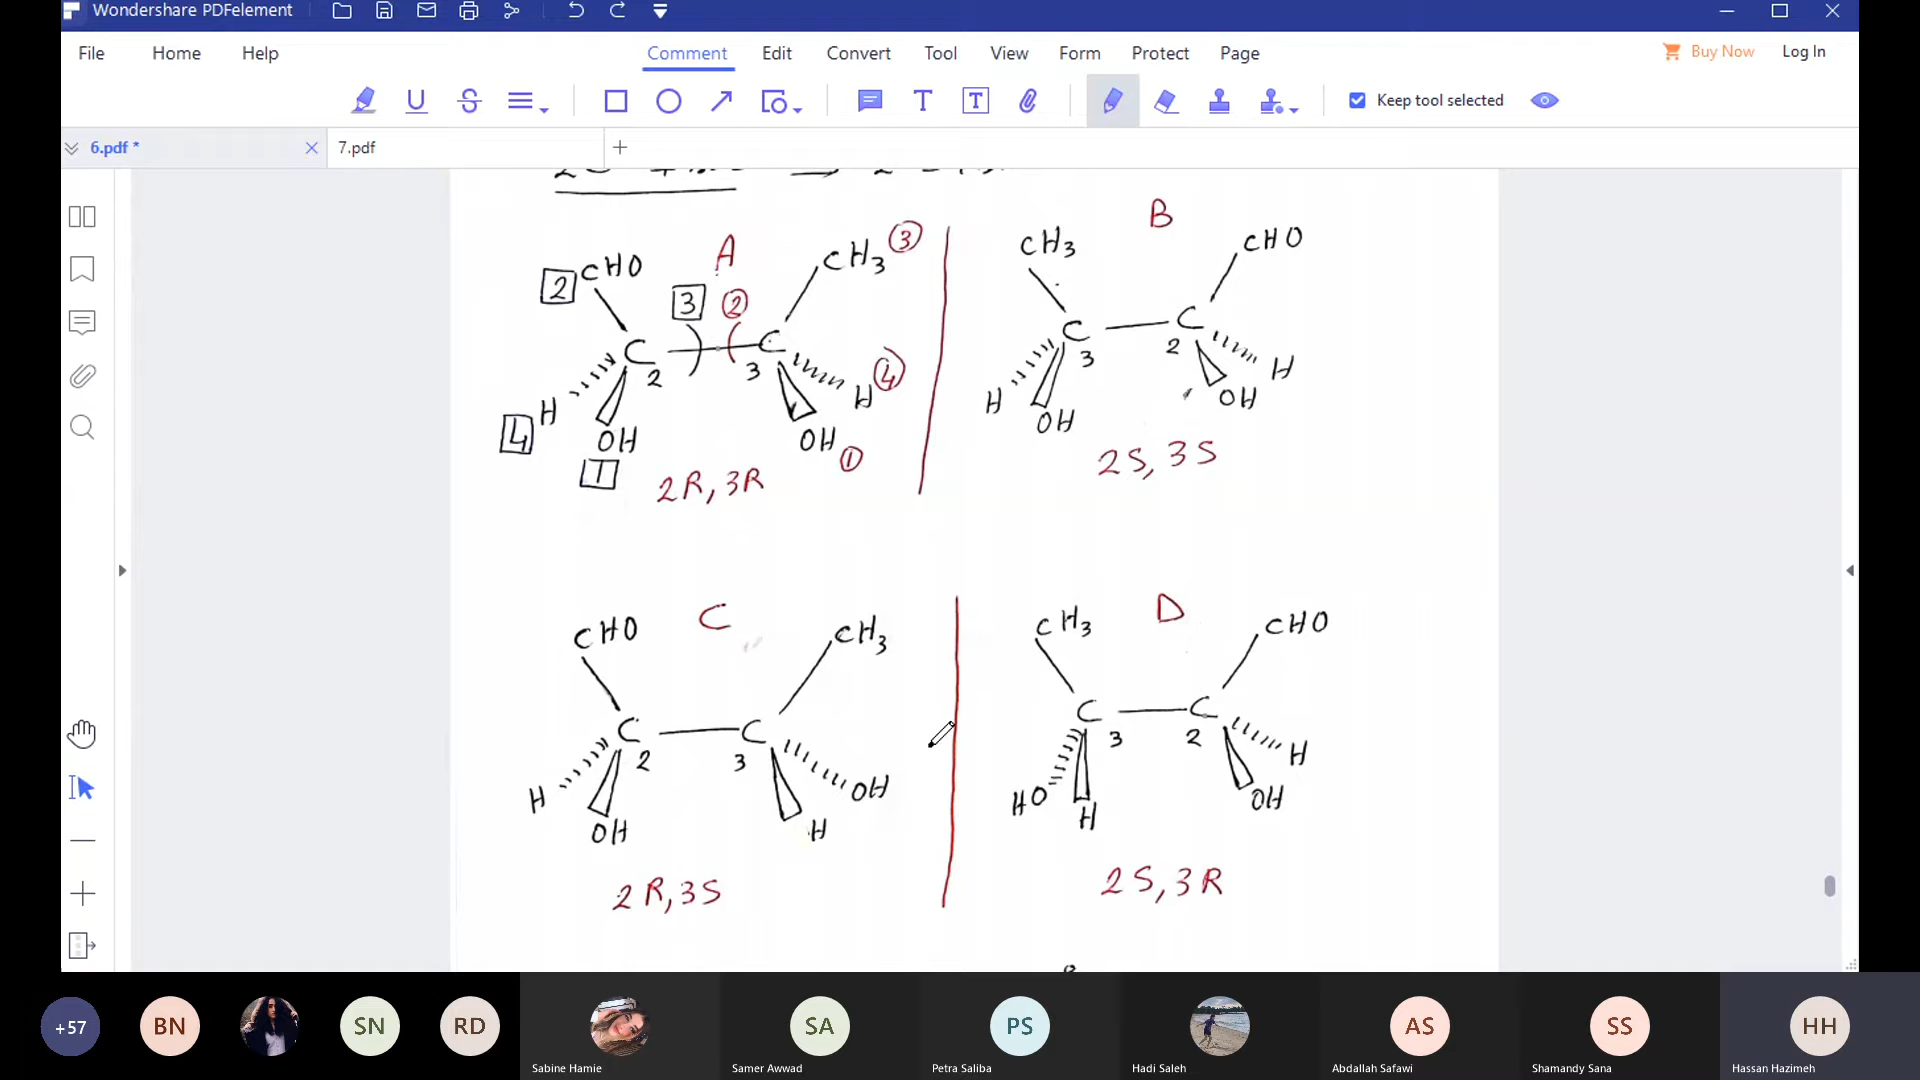 Wondershare PDFelement
File Home Help Comment Edit Convert Tool View Form Protect Page Buy Now Log In
Keep tool selected
6.pdf * 7.pdf
A
2 CHO
3 2
CH3 3
C C
2 3
4 H
H 4
OH OH
1 1
2R, 3R
B
CH3 CHO
C C
3 2
H H
OH OH
2S, 3S
C
CHO CH3
C C
2 3
H OH
OH H
2R, 3S
D
CH3 CHO
C C
3 2
HO H
H OH
2S, 3R
+57 BN SN RD SA PS AS SS HH
Sabine Hamie Samer Awwad Petra Saliba Hadi Saleh Abdallah Safawi Shamandy Sana Hassan Hazimeh